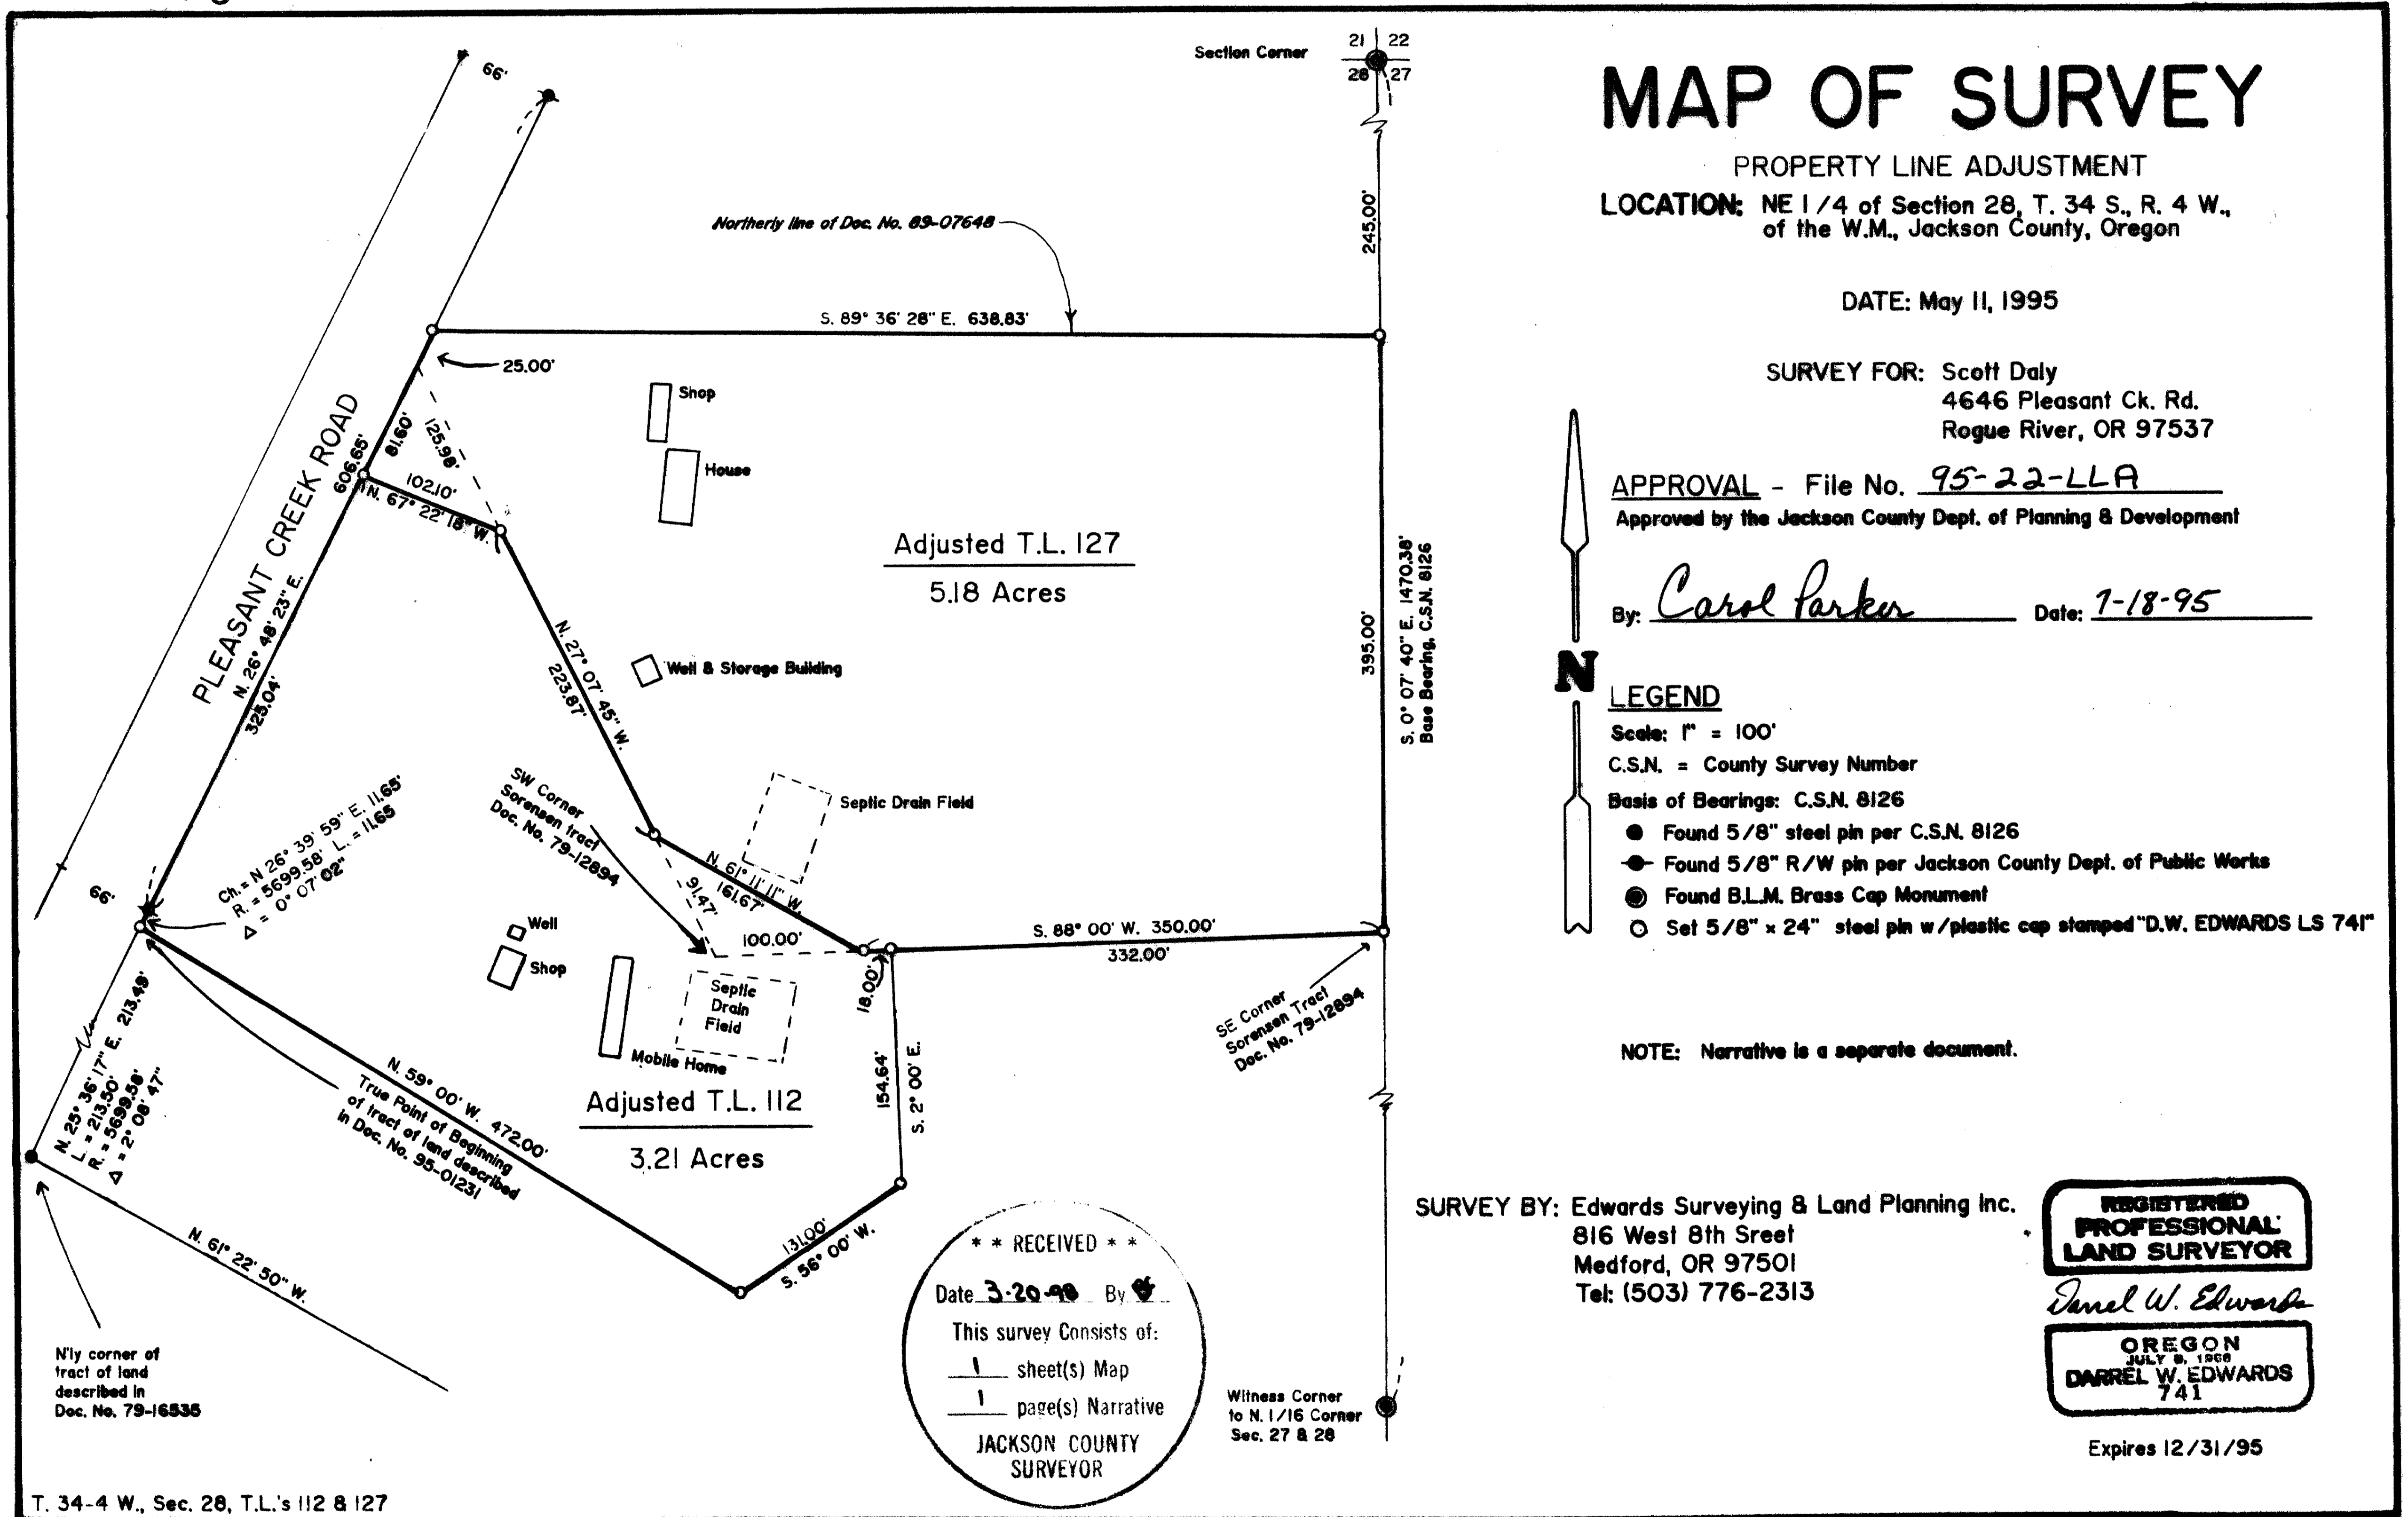 MAP OF SURVEY
PROPERTY LINE ADJUSTMENT
LOCATION: NE 1/4 of Section 28, T. 34 S., R. 4 W.,
of the W.M., Jackson County, Oregon
DATE: May 11, 1995
SURVEY FOR: Scott Daly
4646 Pleasant Ck. Rd.
Rogue River, OR 97537
APPROVAL - File No. 95-22-LLA
Approved by the Jackson County Dept. of Planning & Development
By: Carol Parker Date: 7-18-95
N
LEGEND
Scale: 1" = 100'
C.S.N. = County Survey Number
Basis of Bearings: C.S.N. 8126
Found 5/8" steel pin per C.S.N. 8126
Found 5/8" R/W pin per Jackson County Dept. of Public Works
Found B.L.M. Brass Cap Monument
Set 5/8" x 24" steel pin w/plastic cap stamped "D.W. EDWARDS LS 741"
NOTE: Narrative is a separate document.
SURVEY BY: Edwards Surveying & Land Planning Inc.
816 West 8th Sreet
Medford, OR 97501
Tel: (503) 776-2313
REGISTERED
PROFESSIONAL
LAND SURVEYOR
Darrel W. Edwards
OREGON
JULY 8, 1966
DARREL W. EDWARDS
741
Expires 12/31/95
Section Corner
21 22
28 27
66'
245.00'
Northerly line of Doc. No. 89-07648
S. 89° 36' 28" E. 638.83'
25.00'
Shop
House
81.60'
125.98'
606.65'
102.10'
N. 67° 22' 18" W.
PLEASANT CREEK ROAD
N. 26° 48' 23" E.
325.04'
Adjusted T.L. 127
5.18 Acres
395.00'
S. 0° 07' 40" E. 1470.38'
Base Bearing, C.S.N. 8126
N. 27° 07' 45" W.
223.87'
Well & Storage Building
SW Corner
Sorensen tract
Doc. No. 79-12894
Septic Drain Field
N. 61° 11' 11" W.
161.67'
91.47'
100.00'
Ch.= N 26° 39' 59" E. 11.65'
R. = 5699.58' L. = 11.65
Δ = 0° 07' 02"
66'
Well
Shop
Mobile Home
Septic
Drain
Field
18.00'
S. 88° 00' W. 350.00'
332.00'
SE Corner
Sorensen Tract
Doc. No. 79-12894
154.64'
S. 2° 00' E.
N. 25° 36' 17" E. 213.49'
L. = 213.50'
R. = 5699.58'
Δ = 2° 08' 47"
N. 59° 00' W. 472.00'
True Point of Beginning
of tract of land described
in Doc. No. 95-01231
Adjusted T.L. 112
3.21 Acres
131.00'
S. 56° 00' W.
N. 61° 22' 50" W.
N'ly corner of
tract of land
described in
Doc. No. 79-16535
* * RECEIVED * *
Date 3-20-98 By
This survey Consists of:
1 sheet(s) Map
1 page(s) Narrative
JACKSON COUNTY
SURVEYOR
Witness Corner
to N. 1/16 Corner
Sec. 27 & 28
T. 34-4 W., Sec. 28, T.L.'s 112 & 127